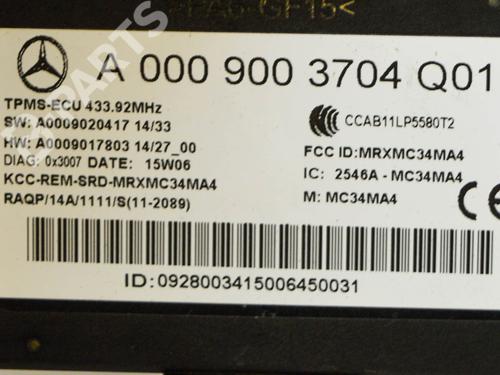 >PA6-GF15<
A 000 900 3704 Q01
TPMS-ECU 433.92MHz
SW: A0009020417 14/33
HW: A0009017803 14/27_00
DIAG: 0x3007 DATE: 15W06
KCC-REM-SRD-MRXMC34MA4
RAQP/14A/1111/S(11-2089)
CCAB11LP5580T2
FCC ID:MRXMC34MA4
IC: 2546A - MC34MA4
M: MC34MA4
CE
ID:0928003415006450031